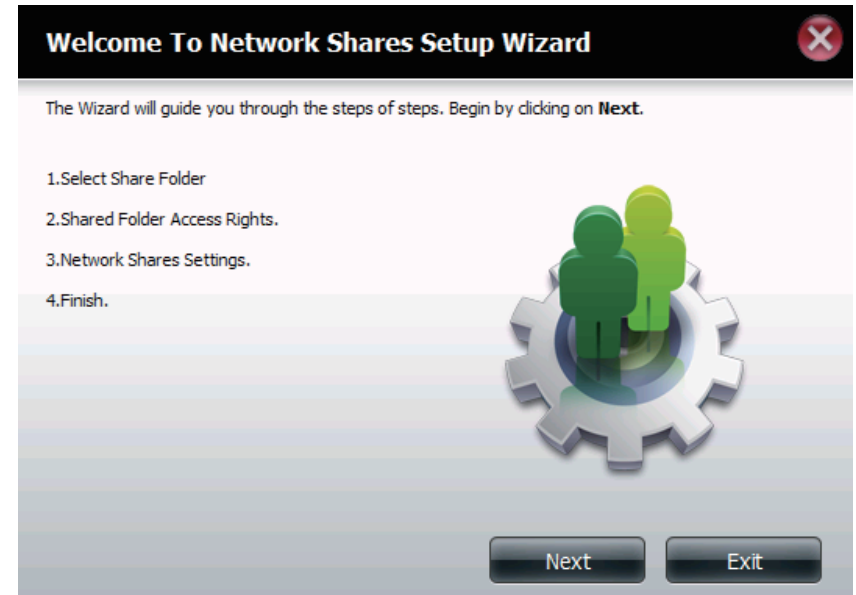 Welcome To Network Shares Setup Wizard
The Wizard will guide you through the steps of steps. Begin by clicking on Next.
1.Select Share Folder
2.Shared Folder Access Rights.
3.Network Shares Settings.
4.Finish.
Next
Exit